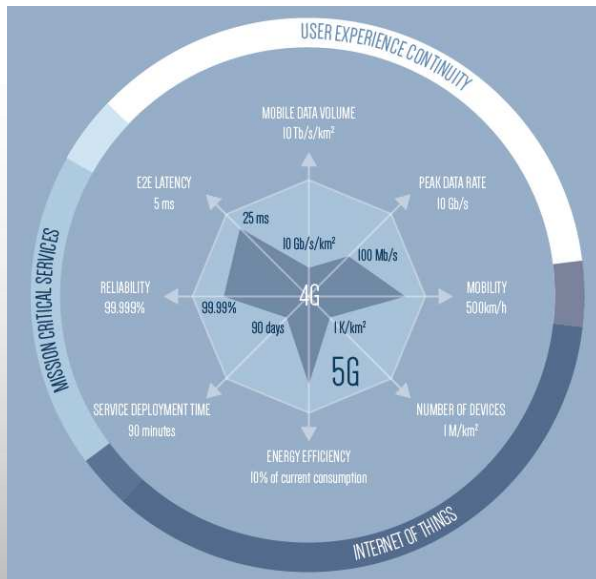 USER EXPERIENCE CONTINUITY
MOBILE DATA VOLUME
10 Tb/s/km²
E2E LATENCY
5 ms
PEAK DATA RATE
10 Gb/s
25 ms
10 Gb/s/km²
100 Mb/s
MISSION CRITICAL SERVICES
RELIABILITY
99.999%
99.99%
4G
MOBILITY
500km/h
90 days
1 K/km²
5G
SERVICE DEPLOYMENT TIME
90 minutes
NUMBER OF DEVICES
1 M/km²
ENERGY EFFICIENCY
10% of current consumption
INTERNET OF THINGS